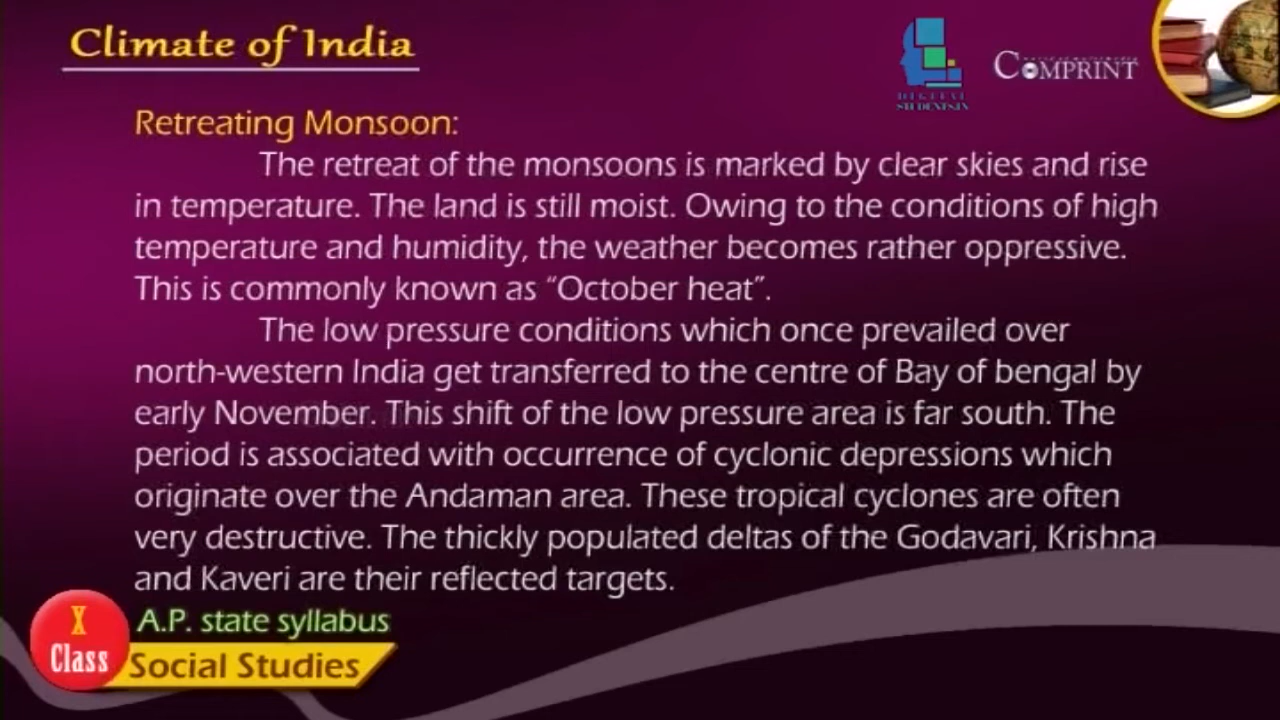 Climate of India
COMPRINT
STUDENTS.IN
Retreating Monsoon:
The retreat of the monsoons is marked by clear skies and rise
in temperature. The land is still moist. Owing to the conditions of high
temperature and humidity, the weather becomes rather oppressive.
This is commonly known as “October heat”.
The low pressure conditions which once prevailed over
north-western India get transferred to the centre of Bay of bengal by
early November. This shift of the low pressure area is far south. The
period is associated with occurrence of cyclonic depressions which
originate over the Andaman area. These tropical cyclones are often
very destructive. The thickly populated deltas of the Godavari, Krishna
and Kaveri are their reflected targets.
X
Class
A.P. state syllabus
Social Studies